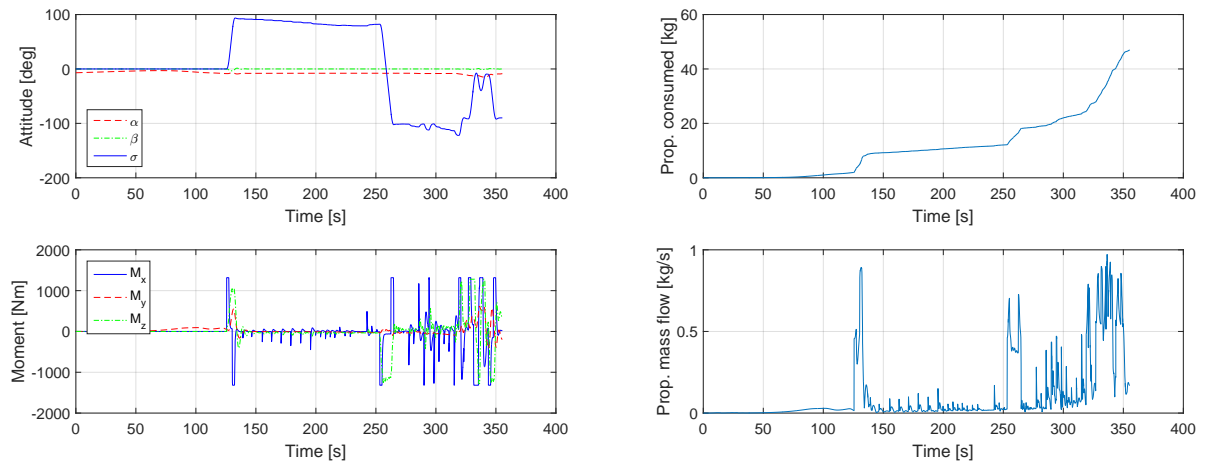 100
0
-100
-200
Attitude [deg]
α
β
σ
0 50 100 150 200 250 300 350 400
Time [s]
60
40
20
0
Prop. consumed [kg]
0 50 100 150 200 250 300 350 400
Time [s]
2000
1000
0
-1000
-2000
Moment [Nm]
M_x
M_y
M_z
0 50 100 150 200 250 300 350 400
Time [s]
1
0.5
0
Prop. mass flow [kg/s]
0 50 100 150 200 250 300 350 400
Time [s]